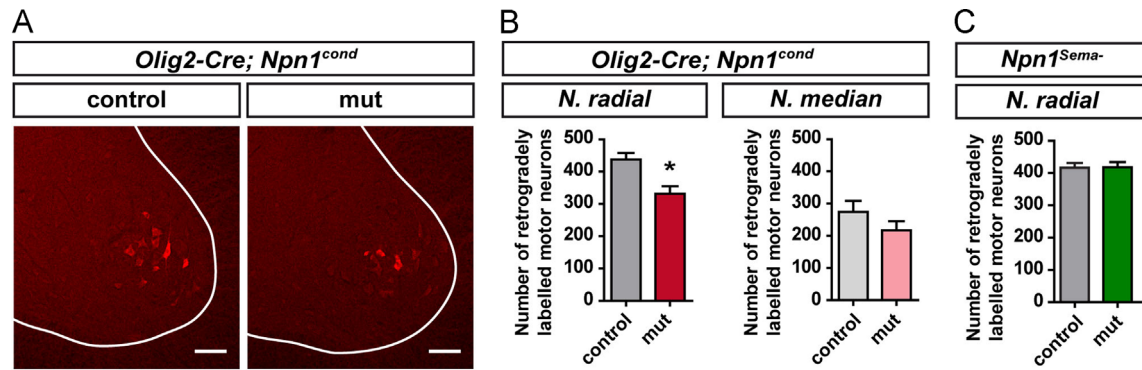 A
Olig2-Cre; Npn1cond
control
mut
B
Olig2-Cre; Npn1cond
N. radial
N. median
Number of retrogradely
labelled motor neurons
500
400
300
200
100
0
*
control
mut
Number of retrogradely
labelled motor neurons
500
400
300
200
100
0
control
mut
C
Npn1Sema-
N. radial
Number of retrogradely
labelled motor neurons
500
400
300
200
100
0
control
mut